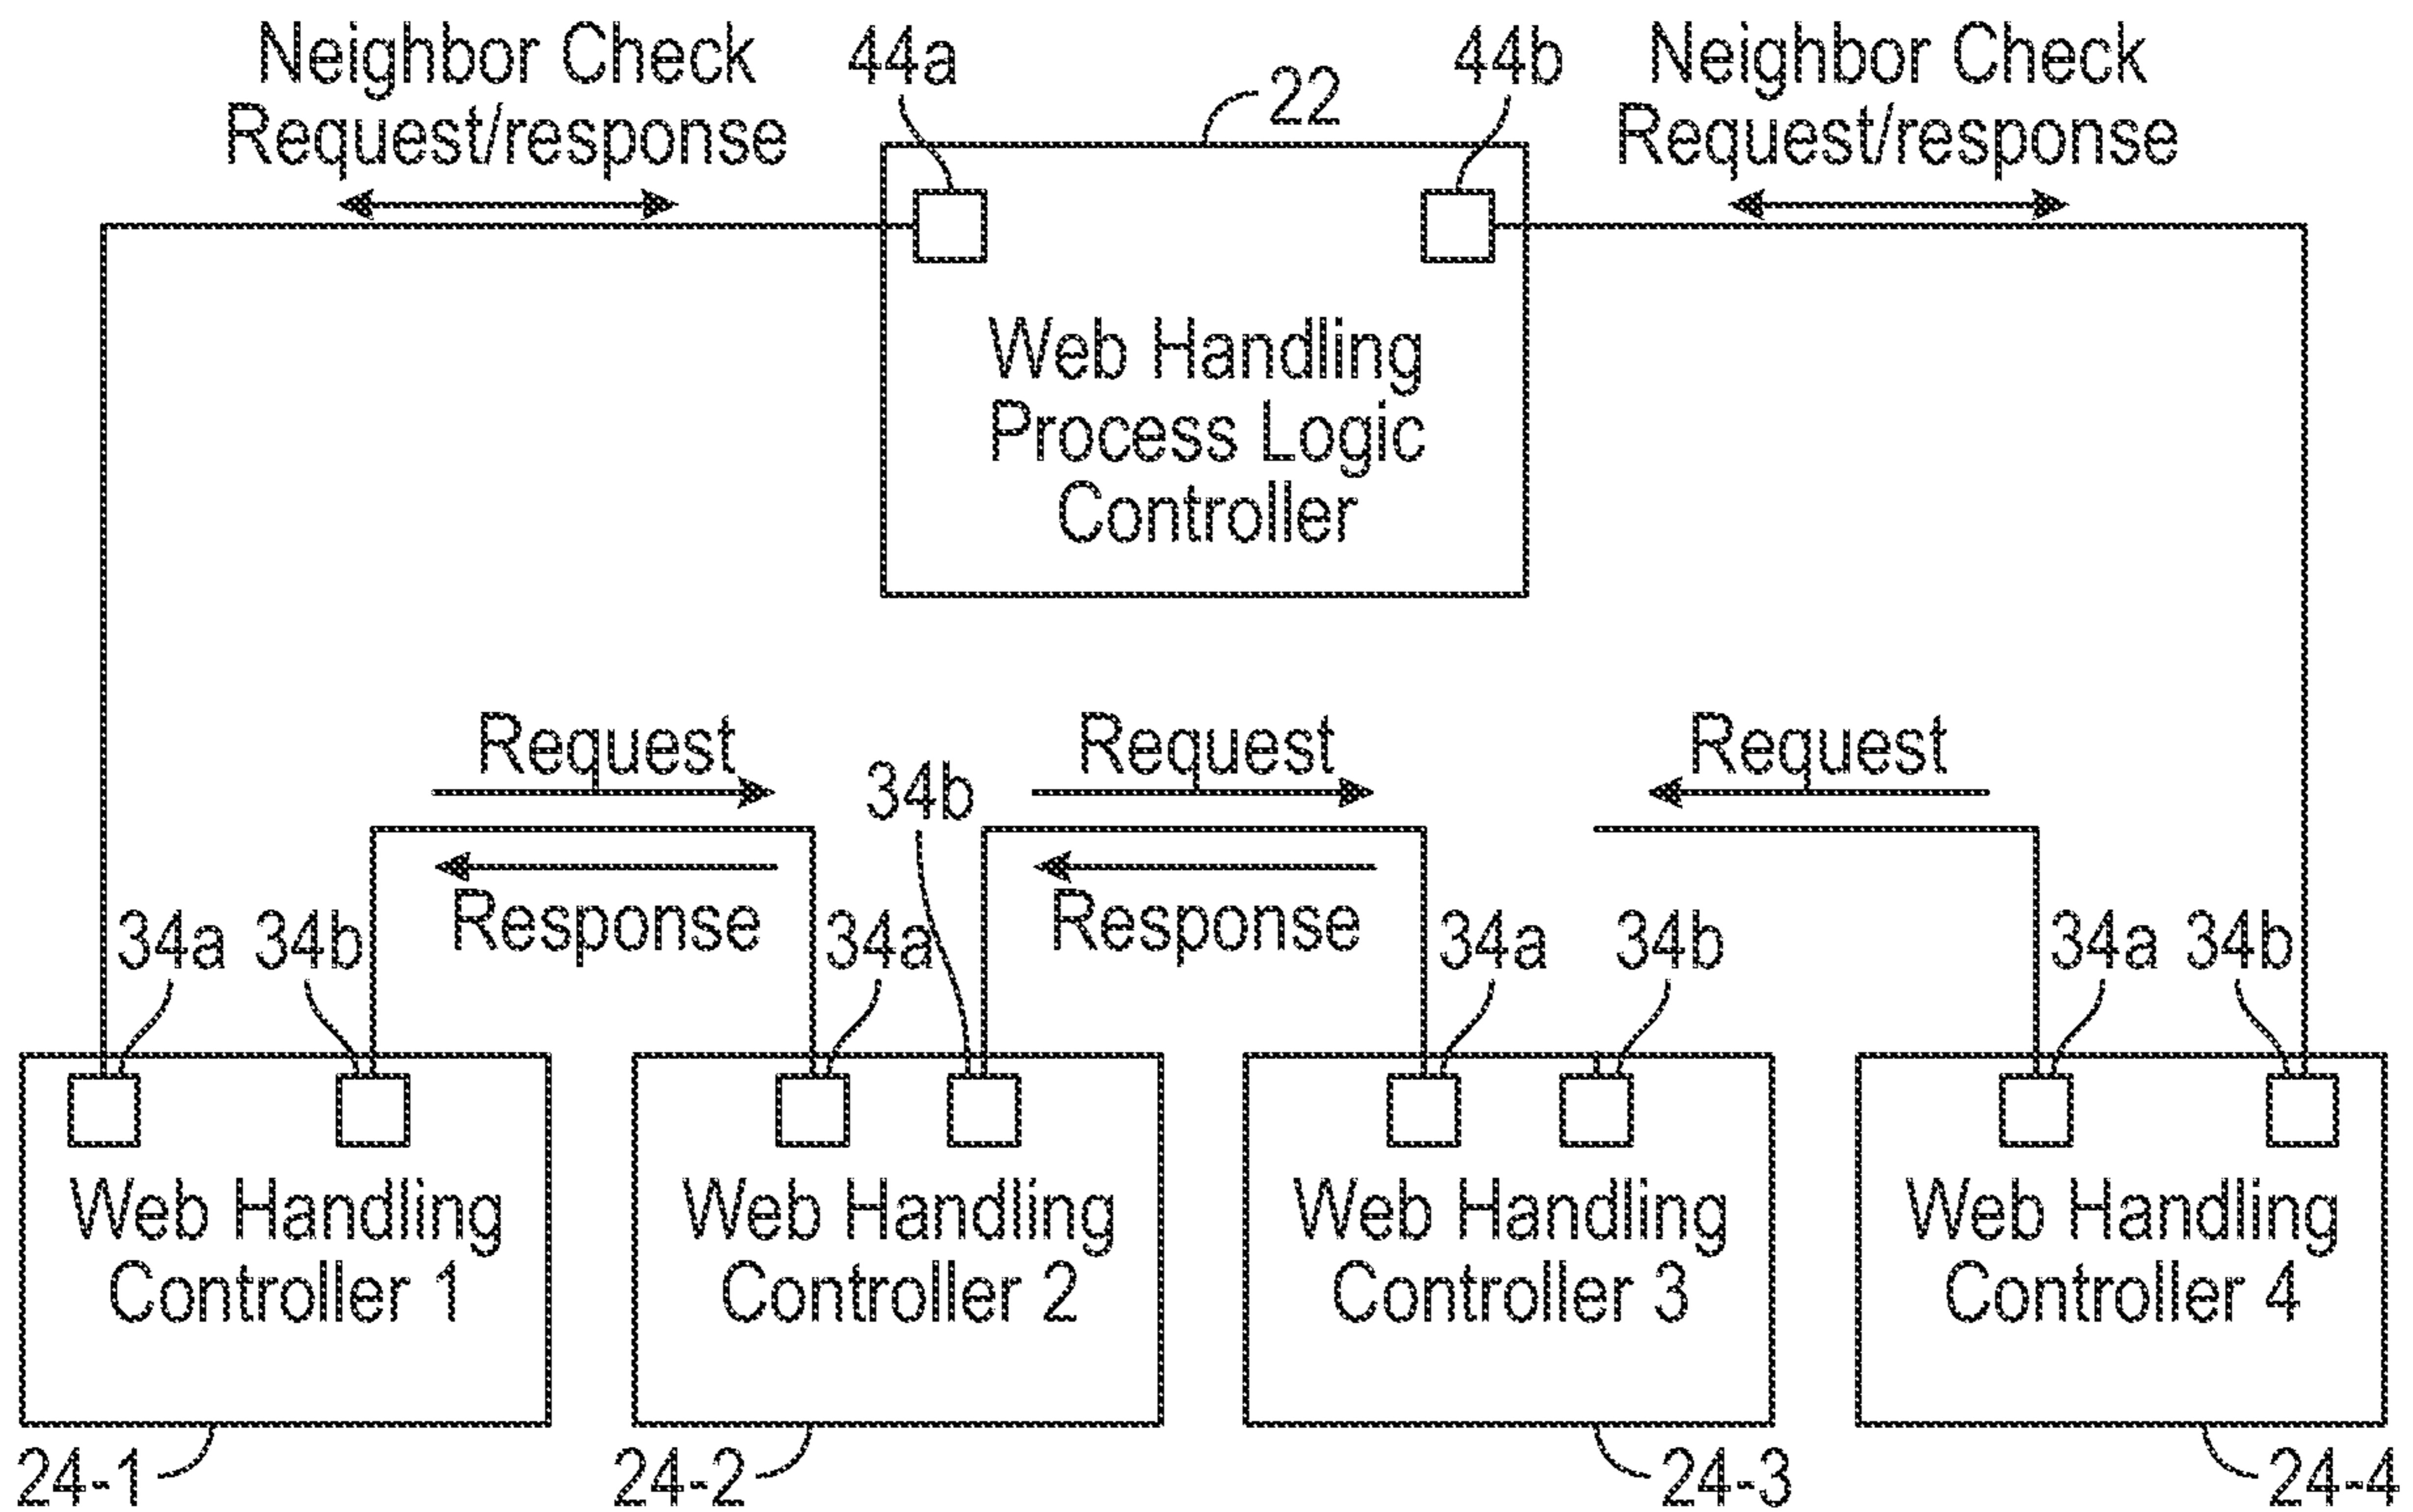 Neighbor Check
Request/response
44a
22
44b
Neighbor Check
Request/response
Web Handling
Process Logic
Controller
Request
Request
Request
34b
Response
Response
34a
34b
34a
34a
34b
34a
34b
Web Handling
Controller 1
Web Handling
Controller 2
Web Handling
Controller 3
Web Handling
Controller 4
24-1
24-2
24-3
24-4